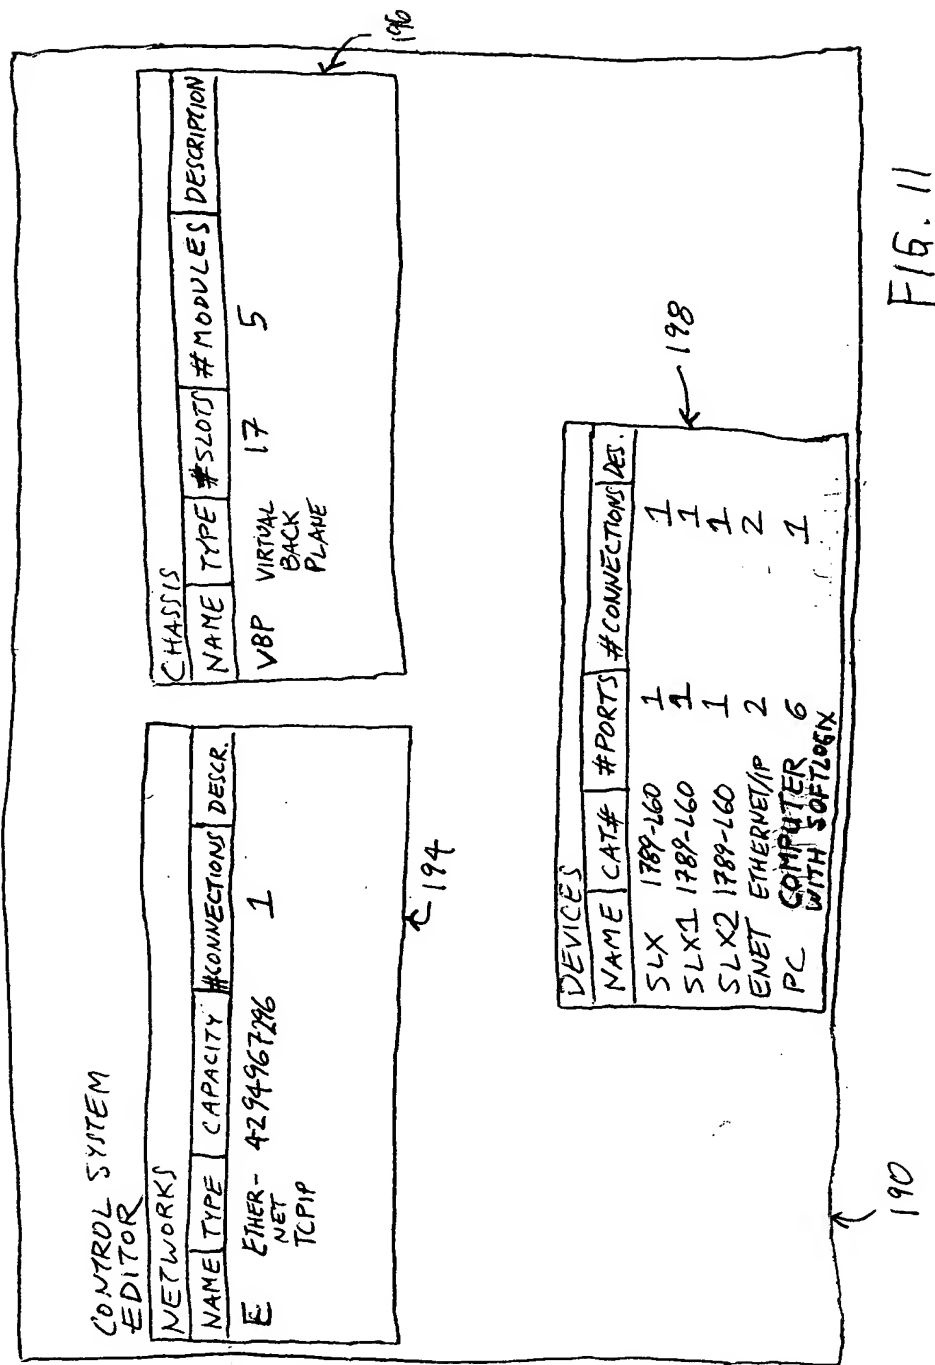 CONTROL SYSTEM
EDITOR
NETWORKS
NAME TYPE CAPACITY #CONNECTIONS DESCR.
E ETHER- 4294967296 1
NET
TCPIP
194
CHASSIS
NAME TYPE #SLOTS #MODULES DESCRIPTION
VBP VIRTUAL 17 5
BACK
PLANE
196
DEVICES
NAME CAT# #PORTS #CONNECTIONS DES.
SLX 1789-L60 1 1
SLX1 1789-L60 1 1
SLX2 1789-L60 1 1
ENET ETHERNET/IP 2 2
PC COMPUTER 6 1
WITH SOFTLOGIX
198
190
FIG. 11